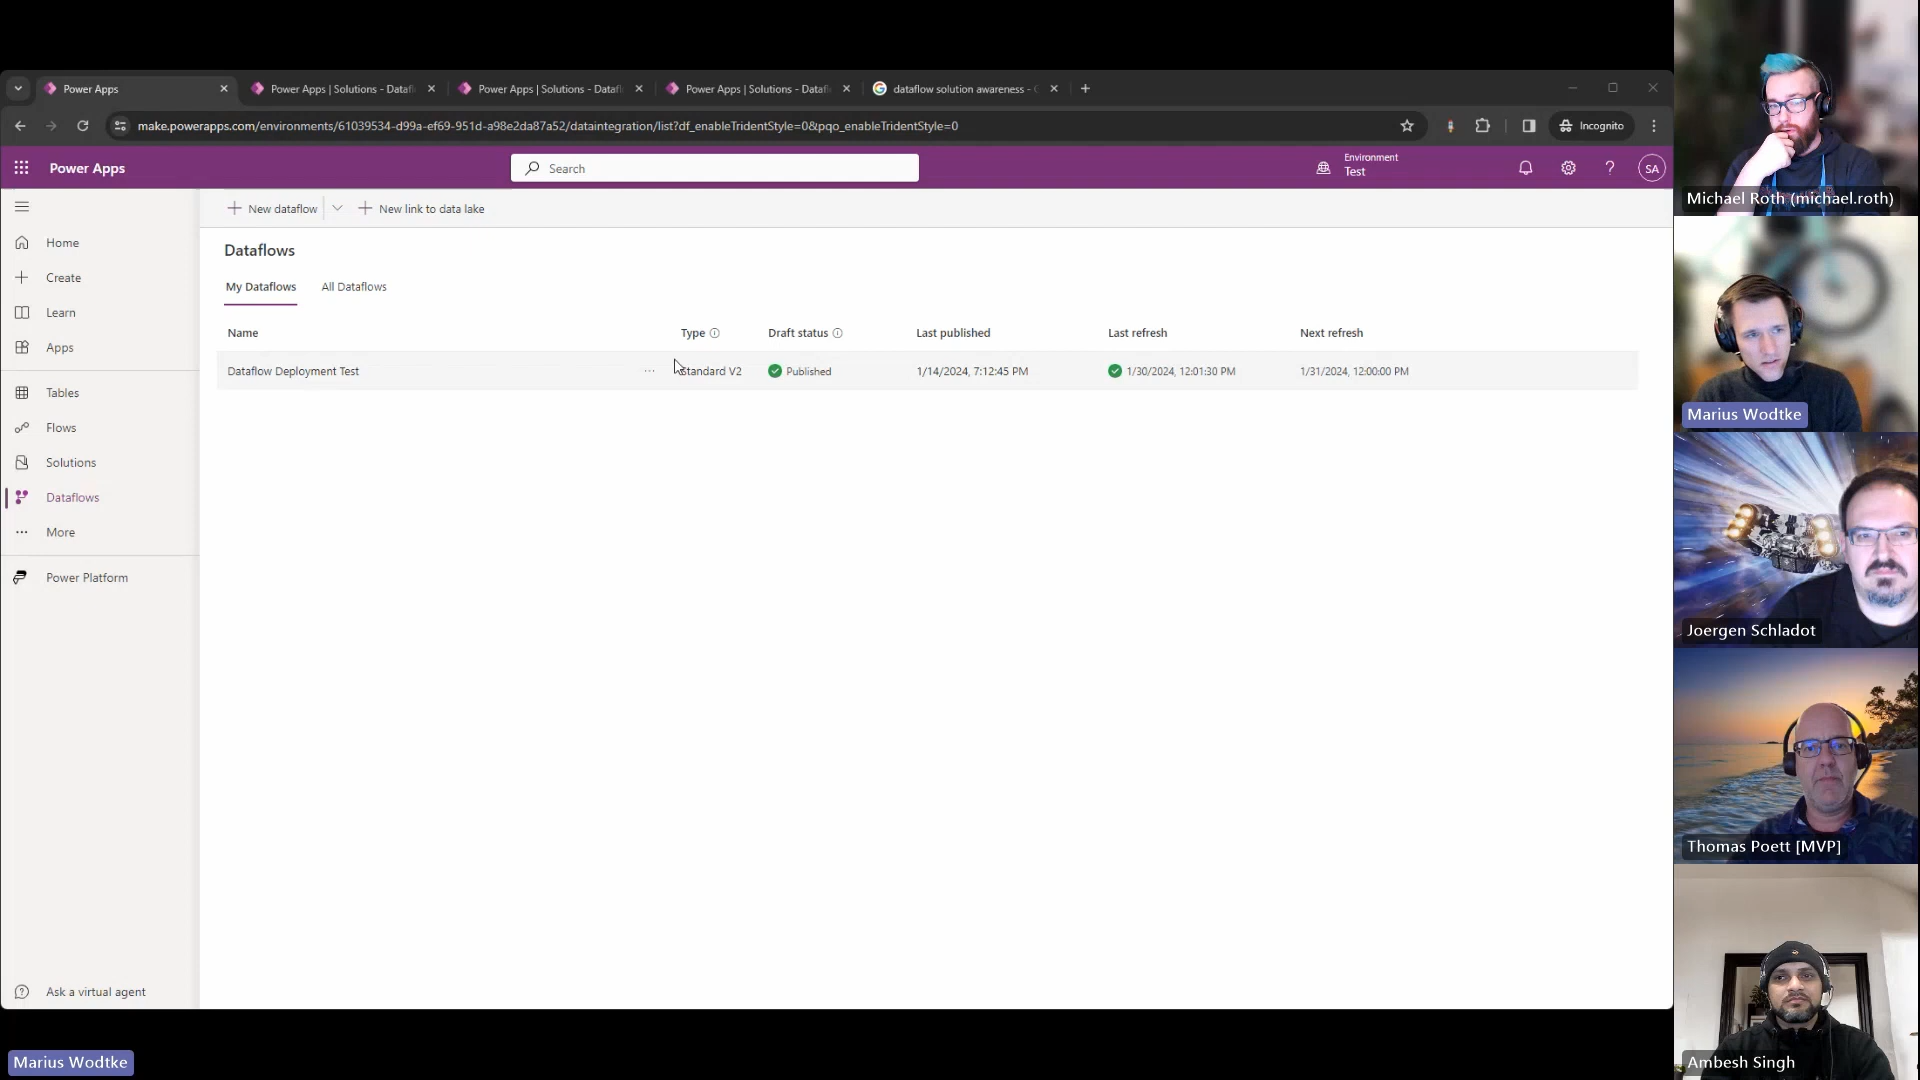 Power Apps
Power Apps | Solutions - Datafl
Power Apps | Solutions - Datafl
Power Apps | Solutions - Datafl
dataflow solution awareness -
make.powerapps.com/environments/61039534-d99a-ef69-951d-a98e2da87a52/dataintegration/list?df_enableTridentStyle=0&pqo_enableTridentStyle=0
Incognito
Power Apps
Search
Environment
Test
SA
New dataflow
New link to data lake
Home
Create
Learn
Apps
Tables
Flows
Solutions
Dataflows
More
Power Platform
Ask a virtual agent
Dataflows
My Dataflows
All Dataflows
Name
Type
Draft status
Last published
Last refresh
Next refresh
Dataflow Deployment Test
Standard V2
Published
1/14/2024, 7:12:45 PM
1/30/2024, 12:01:30 PM
1/31/2024, 12:00:00 PM
Michael Roth (michael.roth)
Marius Wodtke
Joergen Schladot
Thomas Poett [MVP]
Ambesh Singh
Marius Wodtke